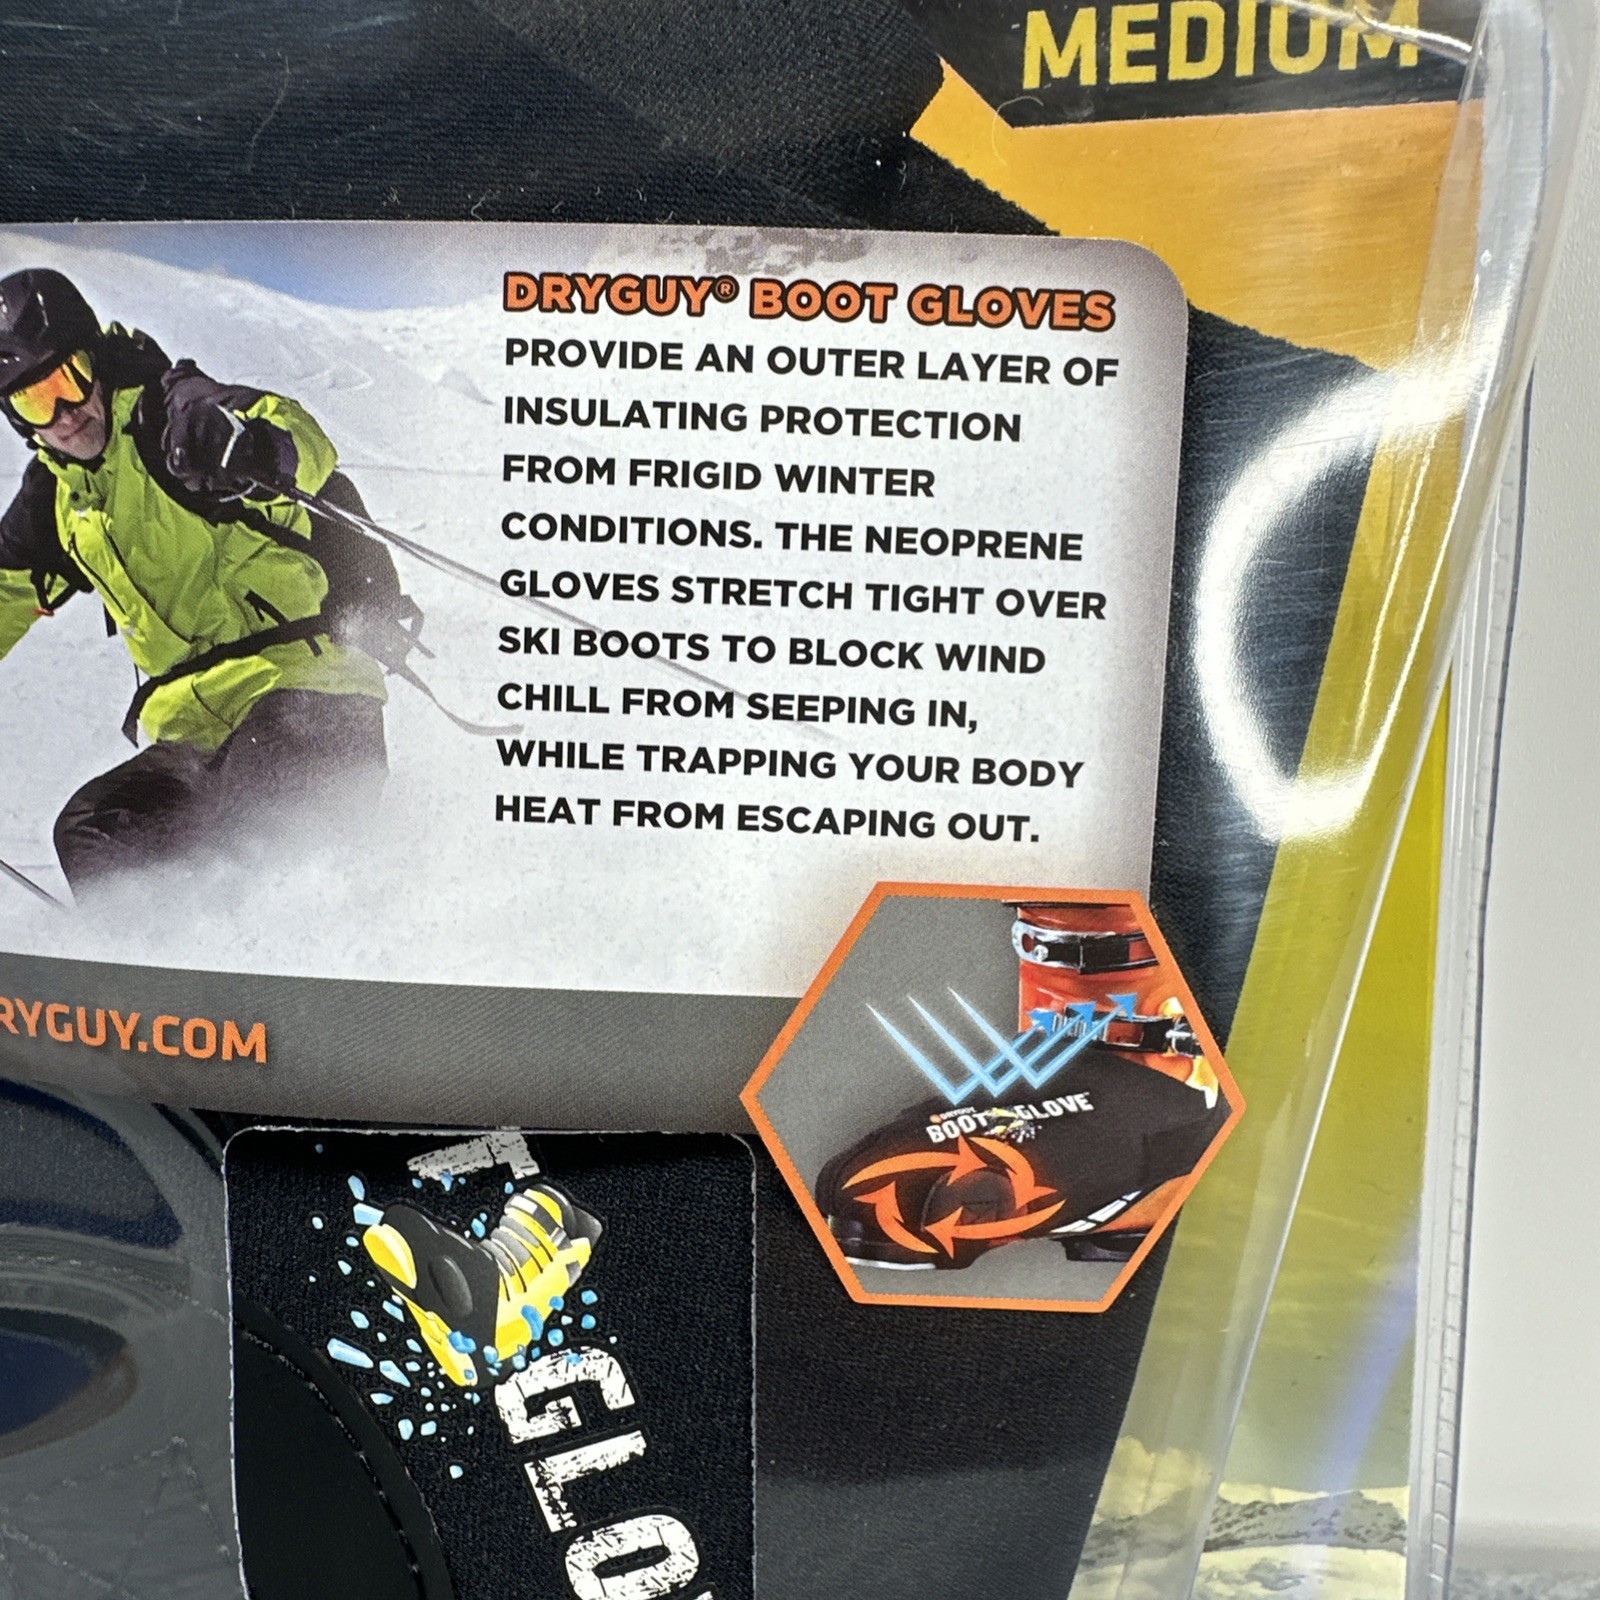 MEDIUM
DRYGUY® BOOT GLOVES
PROVIDE AN OUTER LAYER OF
INSULATING PROTECTION
FROM FRIGID WINTER
CONDITIONS. THE NEOPRENE
GLOVES STRETCH TIGHT OVER
SKI BOOTS TO BLOCK WIND
CHILL FROM SEEPING IN,
WHILE TRAPPING YOUR BODY
HEAT FROM ESCAPING OUT.
RYGUY.COM
DRYGUY
BOOT GLOVE
T
GLO